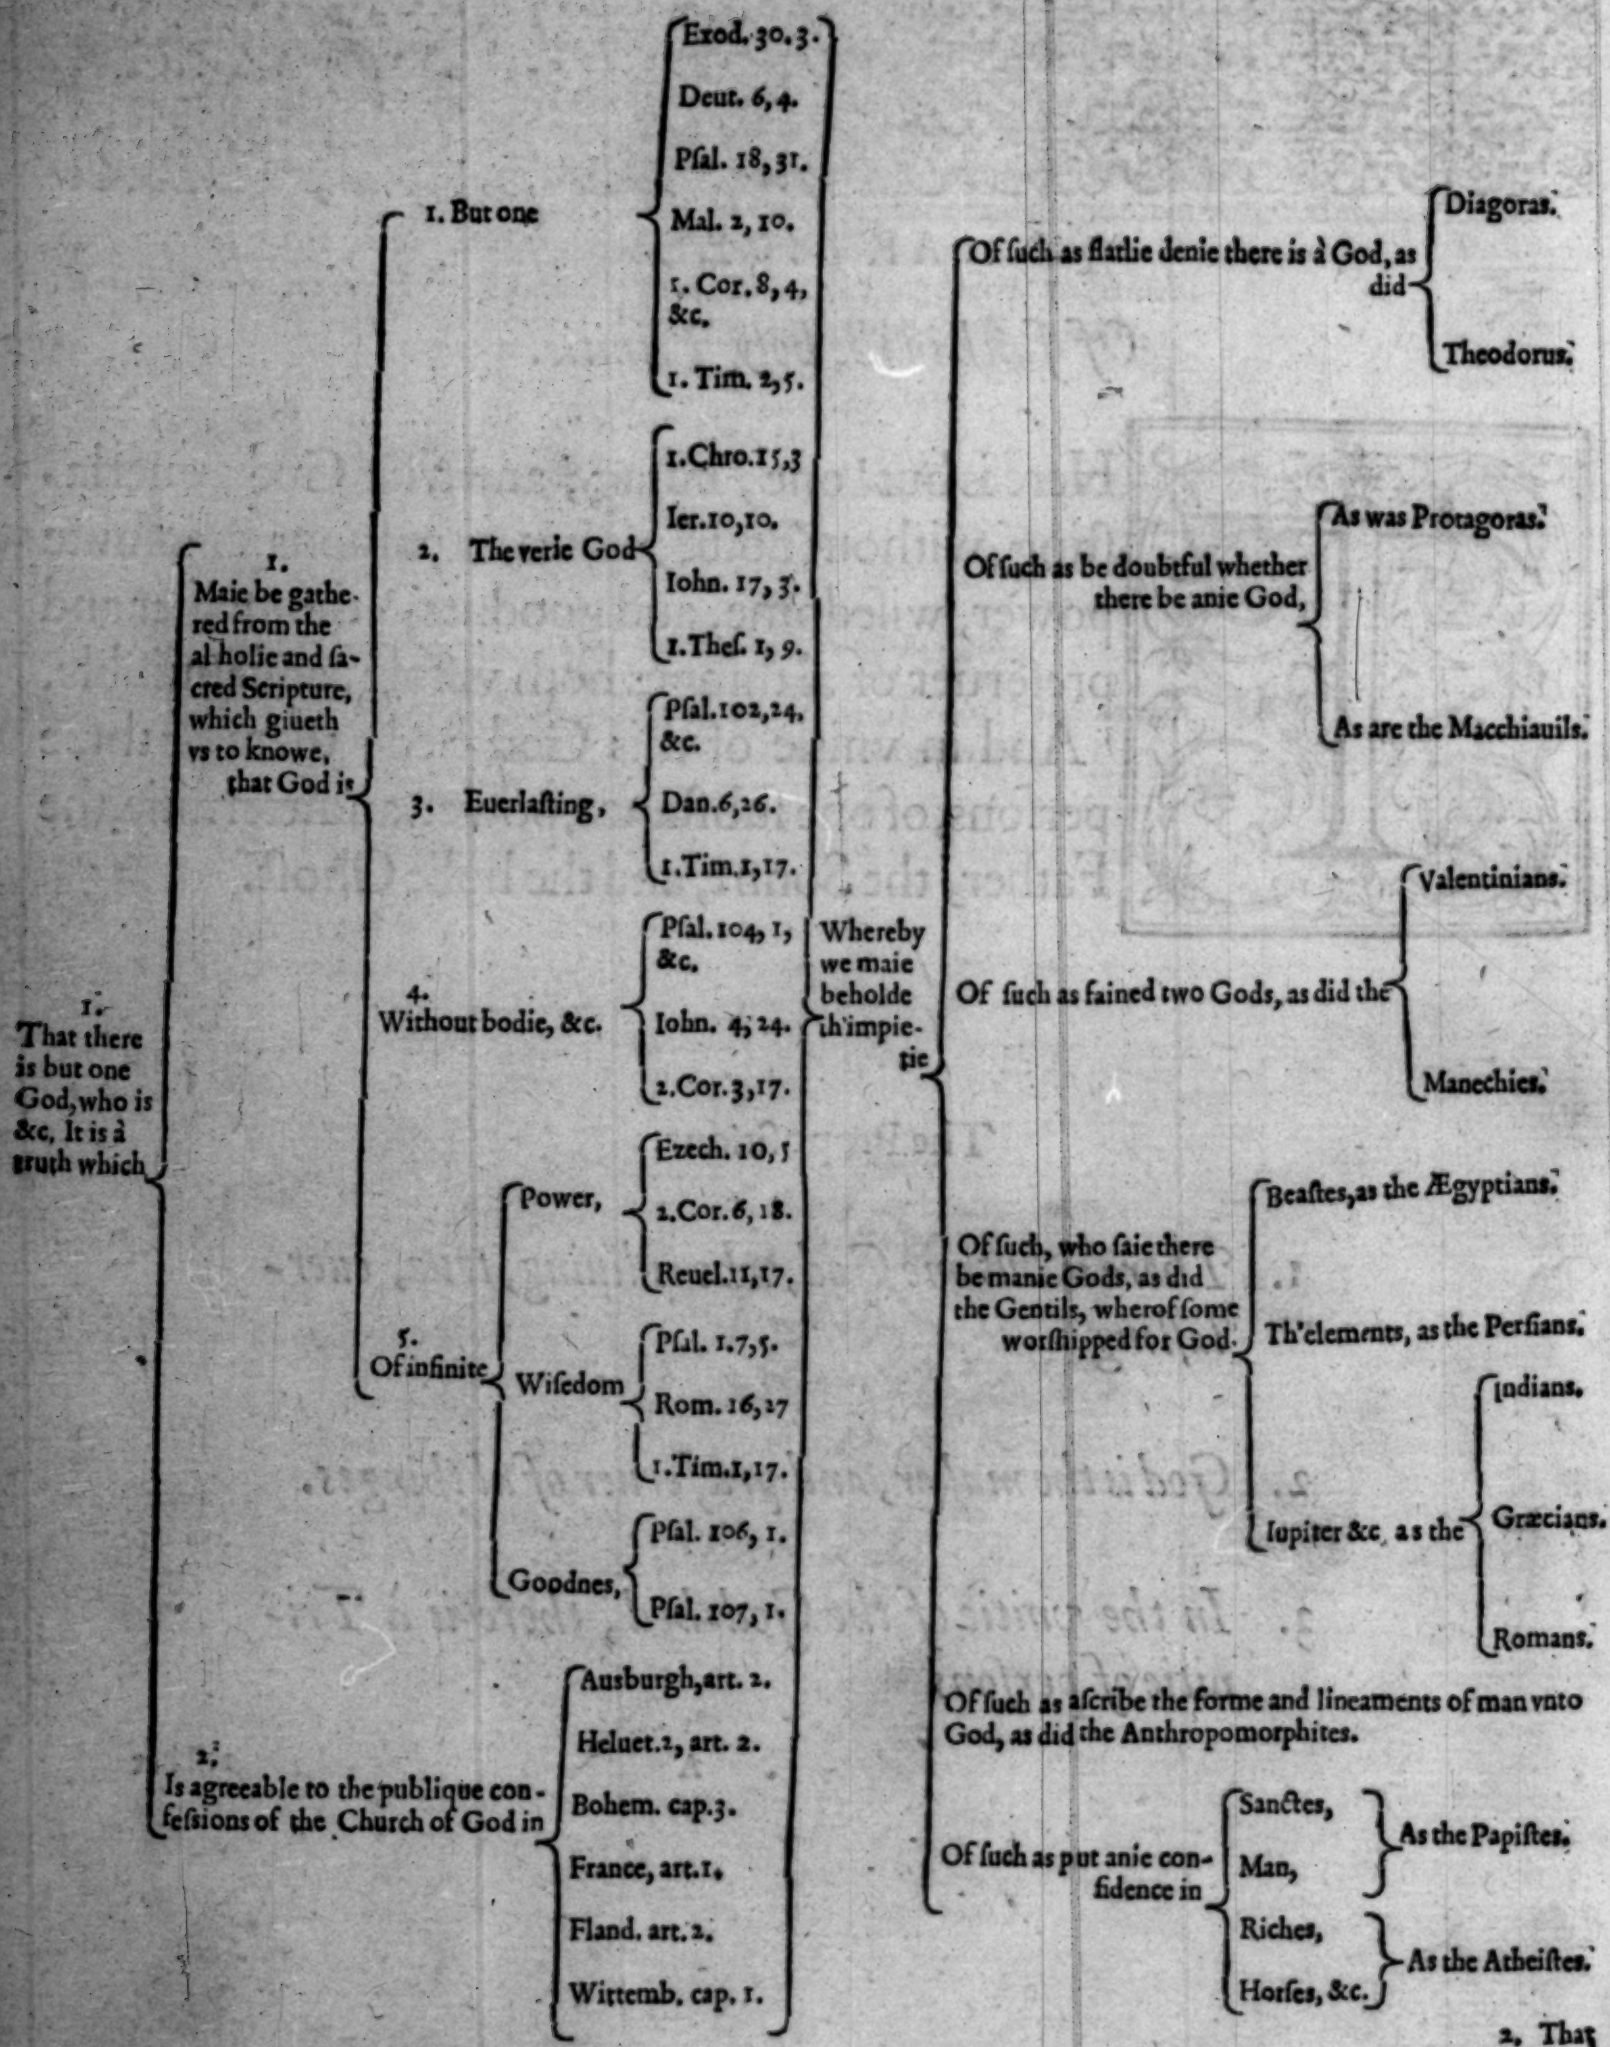 1.
That there
is but one
God, who is
&c. It is à
truth which
1.
Maie be gathe-
red from the
al holie and sa-
cred Scripture,
which giueth
vs to knowe,
that God is
1. But one
Exod. 30. 3.
Deut. 6, 4.
Psal. 18, 31.
Mal. 2, 10.
1. Cor. 8, 4,
&c.
1. Tim. 2, 5.
2. The verie God
1. Chro. 15, 3
Ier. 10, 10.
Iohn. 17, 3.
1. Thes. 1, 9.
3. Euerlasting,
Psal. 102, 24,
&c.
Dan. 6, 26.
1. Tim. 1, 17.
4.
Without bodie, &c.
Psal. 104, 1,
&c.
Iohn. 4, 24.
2. Cor. 3, 17.
5.
Of infinite
Power,
Ezech. 10, 5
2. Cor. 6, 18.
Reuel. 11, 17.
Wisedom
Psal. 1.7, 5.
Rom. 16, 27
1. Tim. 1, 17.
Goodnes,
Psal. 106, 1.
Psal. 107, 1.
2.
Is agreeable to the publique con-
fessions of the Church of God in
Ausburgh, art. 2.
Heluet. 2, art. 2.
Bohem. cap. 3.
France, art. 1.
Fland. art. 2.
Wittemb. cap. 1.
Whereby
we maie
beholde
th'impie-
tie
Of such as flatlie denie there is à God, as
did
Diagoras.
Theodorus.
Of such as be doubtful whether
there be anie God,
As was Protagoras.
As are the Macchiauils.
Of such as fained two Gods, as did the
Valentinians.
Manechies.
Of such, who saie there
be manie Gods, as did
the Gentils, wherof some
worshipped for God
Beastes, as the Ægyptians.
Th'elements, as the Persians.
Iupiter &c. as the
Indians.
Græcians.
Romans.
Of such as ascribe the forme and lineaments of man vnto
God, as did the Anthropomorphites.
Of such as put anie con-
fidence in
Sanctes,
Man,
As the Papistes.
Riches,
Horses, &c.
As the Atheistes.
2. That